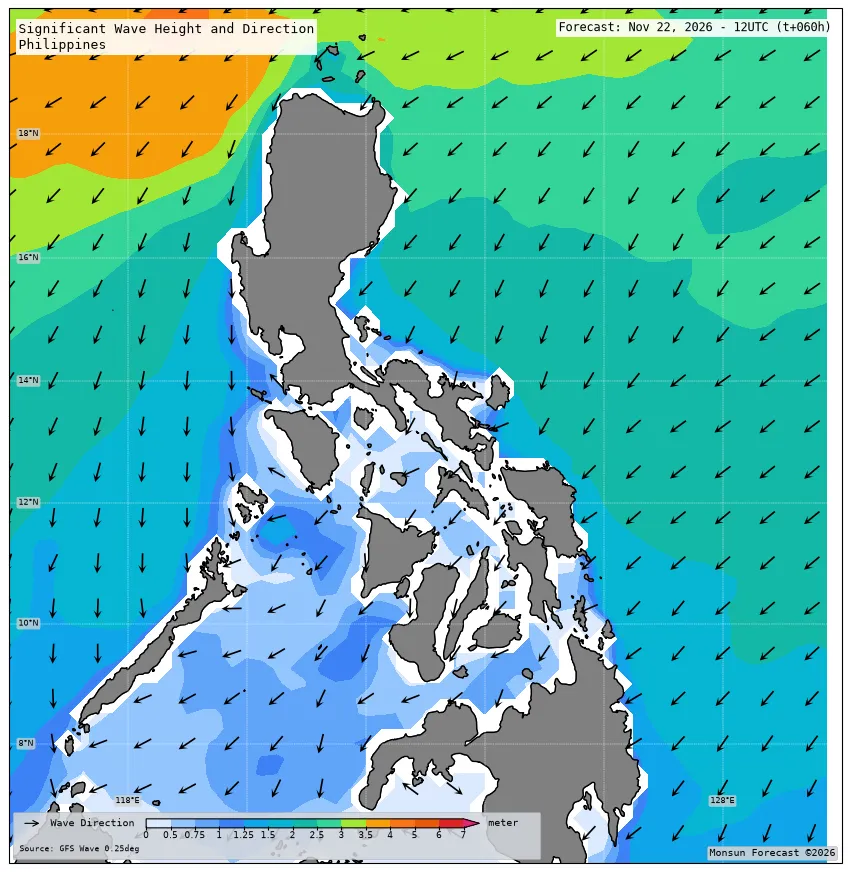 Significant Wave Height and Direction
Philippines
Forecast: Nov 22, 2026 - 12UTC (t+060h)
18°N
16°N
14°N
12°N
10°N
8°N
118°E
128°E
Wave Direction
0 0.5 0.75 1 1.25 1.5 2 2.5 3 3.5 4 5 6 7
meter
Source: GFS Wave 0.25deg
Monsun Forecast ©2026